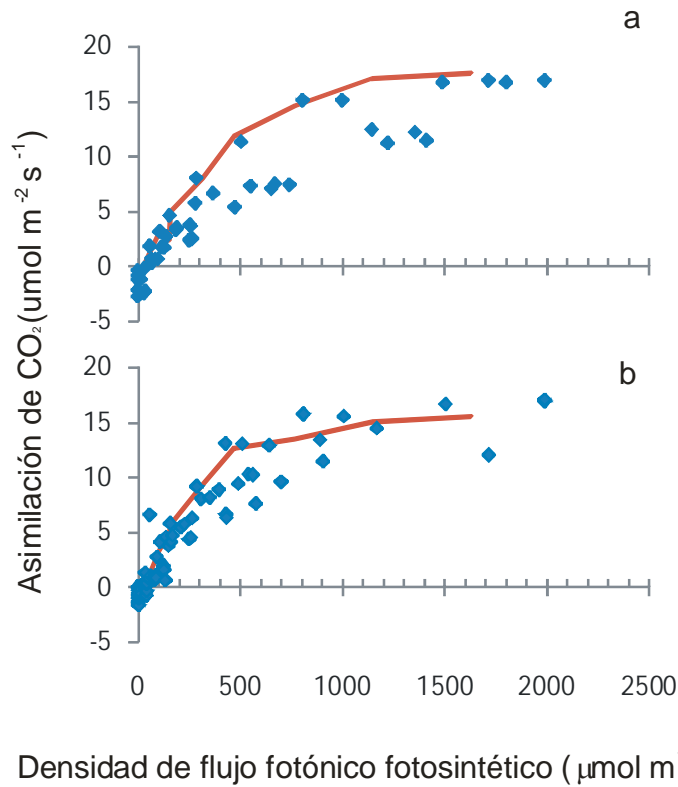 a
20
15
10
5
0
-5
Asimilación de CO₂(umol m⁻² s⁻¹)
b
20
15
10
5
0
-5
0 500 1000 1500 2000 2500
Densidad de flujo fotónico fotosintético ( μmol m